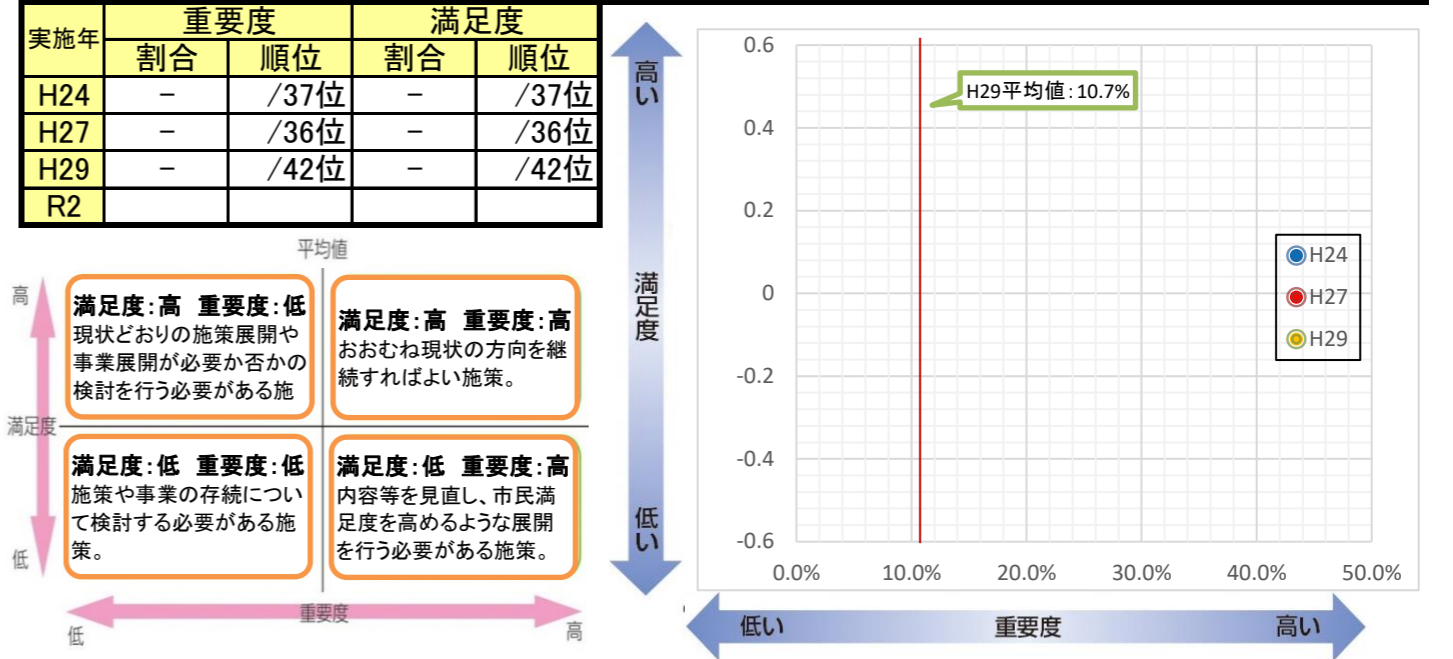 実施年 重要度 満足度
割合 順位 割合 順位
H24 － /37位 － /37位
H27 － /36位 － /36位
H29 － /42位 － /42位
R2
平均値
高
満足度
低
満足度:高 重要度:低
現状どおりの施策展開や
事業展開が必要か否かの
検討を行う必要がある施
満足度:高 重要度:高
おおむね現状の方向を継
続すればよい施策。
満足度:低 重要度:低
施策や事業の存続につい
て検討する必要がある施
策。
満足度:低 重要度:高
内容等を見直し、市民満
足度を高めるような展開
を行う必要がある施策。
低 重要度 高
高い
満足度
低い
0.6
0.4
0.2
0
-0.2
-0.4
-0.6
H29平均値:10.7%
H24
H27
H29
0.0% 10.0% 20.0% 30.0% 40.0% 50.0%
低い 重要度 高い